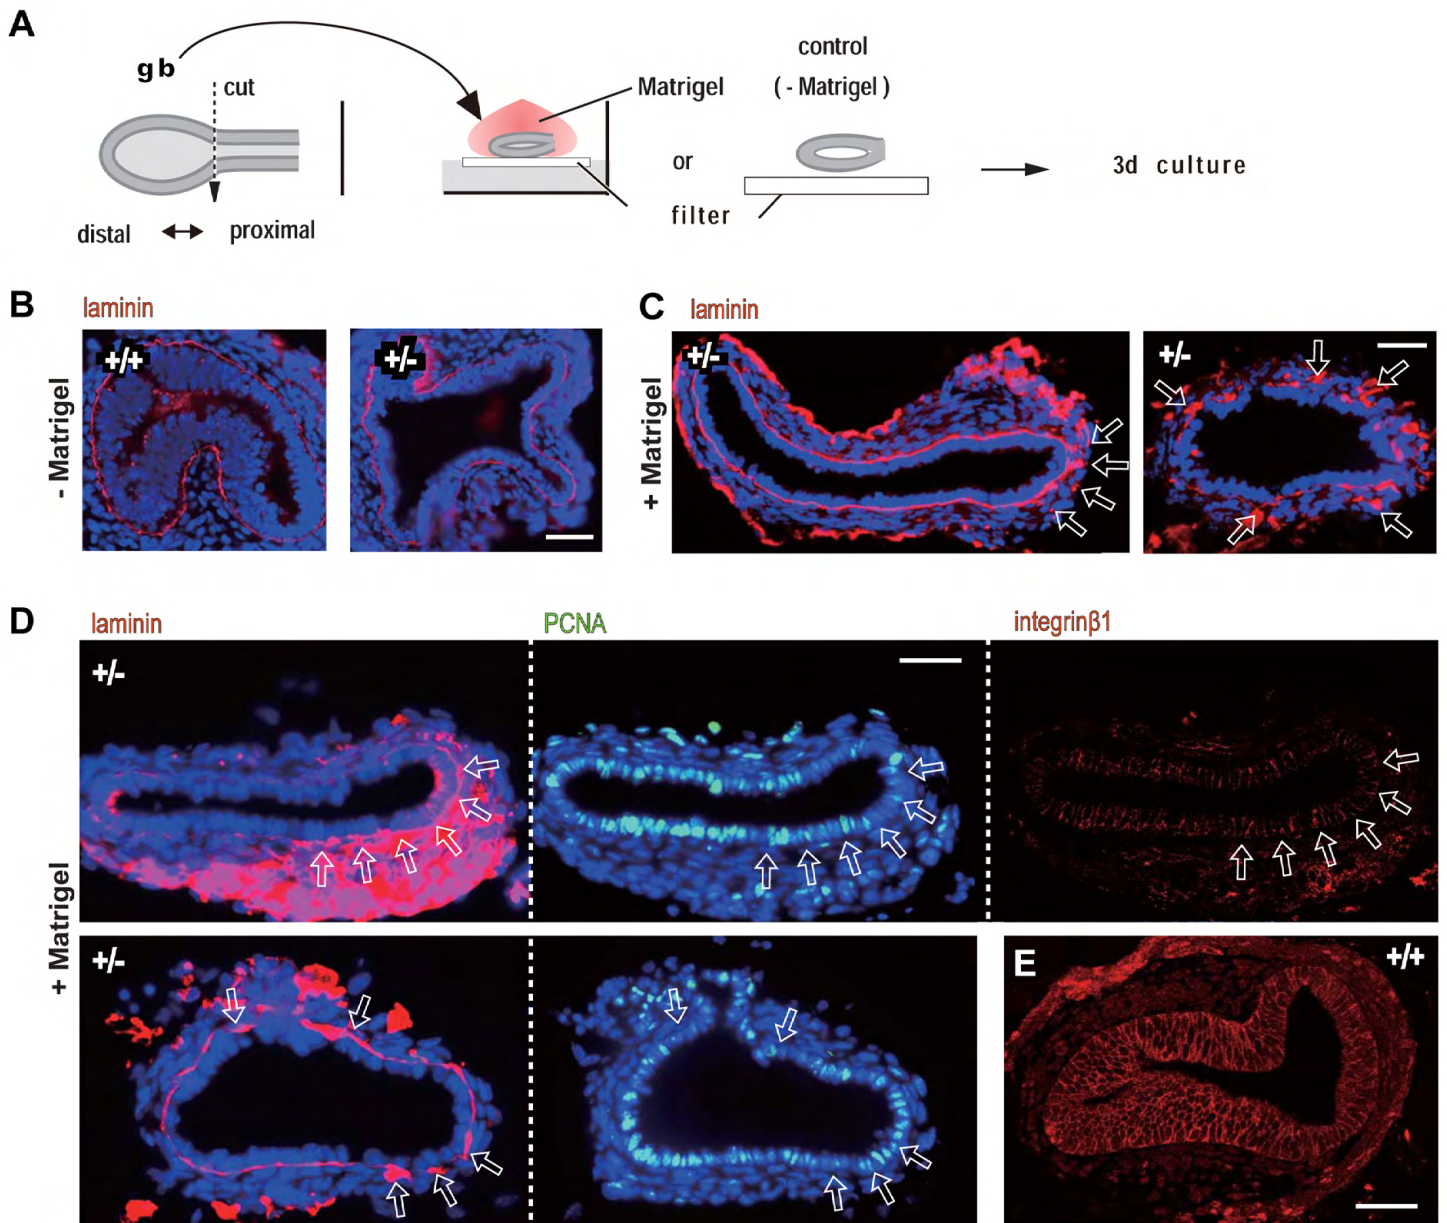 A
gb
cut
distal
proximal
Matrigel
control
( - Matrigel )
or
filter
3d culture
B
laminin
- Matrigel
+/+
+/-
C
laminin
+ Matrigel
+/-
+/-
D
laminin
PCNA
integrinβ1
+ Matrigel
+/-
+/-
E
+/+